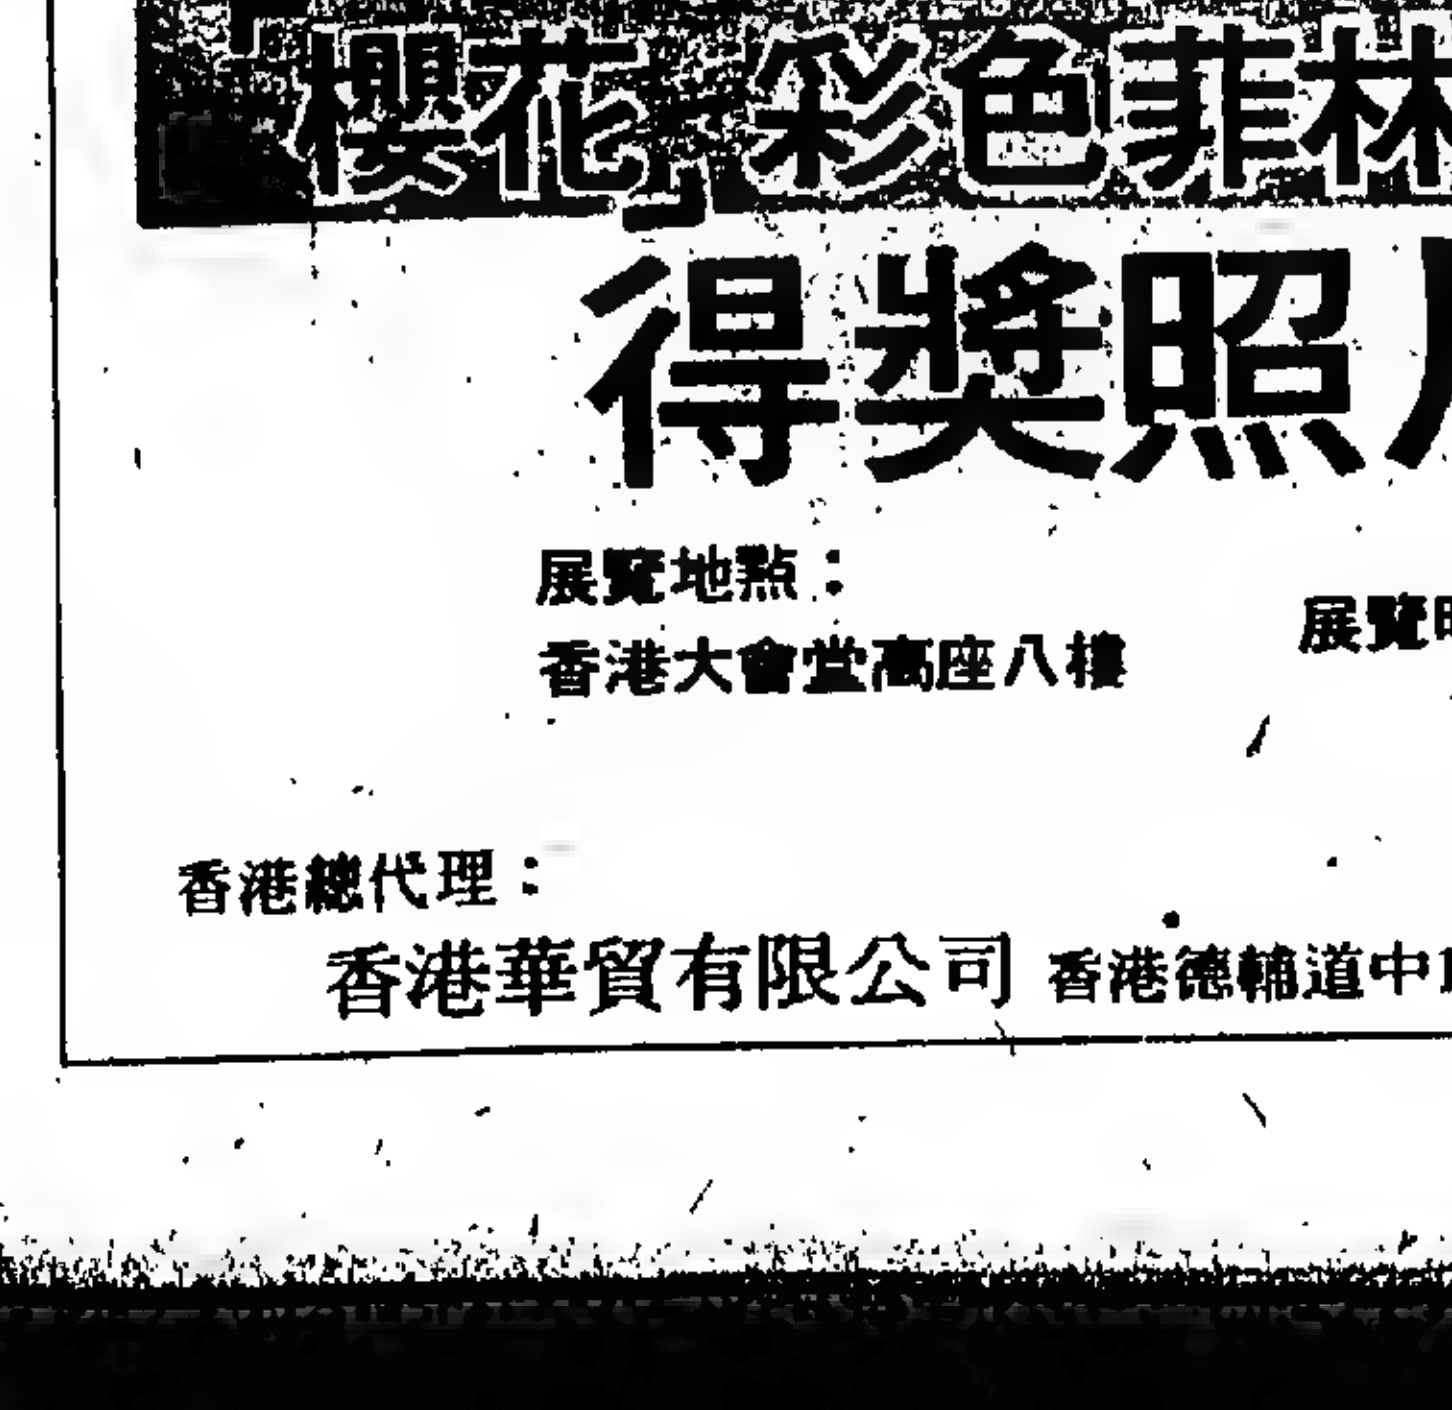 櫻花彩色菲林
得獎照
展覽地點：
香港大會堂高座八樓
展覽
香港總代理：
香港華貿有限公司 香港德輔道中